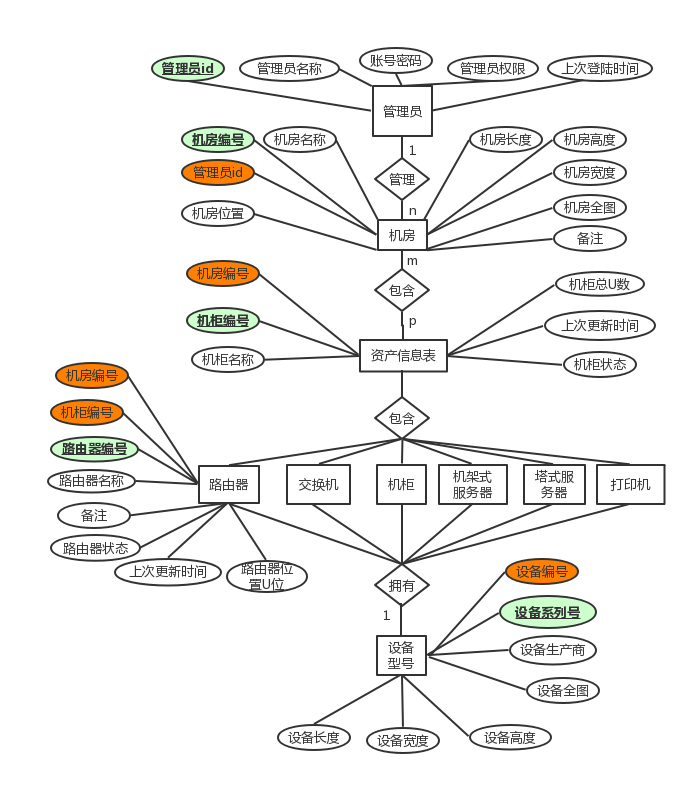 管理员id
管理员名称
账号密码
管理员权限
上次登陆时间
管理员
机房编号
机房名称
1
机房长度
机房高度
管理员id
管理
机房宽度
机房位置
n
机房全图
机房
备注
m
机房编号
包含
机柜总U数
机柜编号
p
上次更新时间
机柜名称
资产信息表
机柜状态
机房编号
机柜编号
包含
路由器编号
路由器名称
路由器
交换机
机柜
机架式
服务器
塔式服
务器
打印机
备注
路由器状态
上次更新时间
路由器位
置U位
拥有
设备编号
1
设备系列号
设备
型号
设备生产商
设备全图
设备长度
设备宽度
设备高度